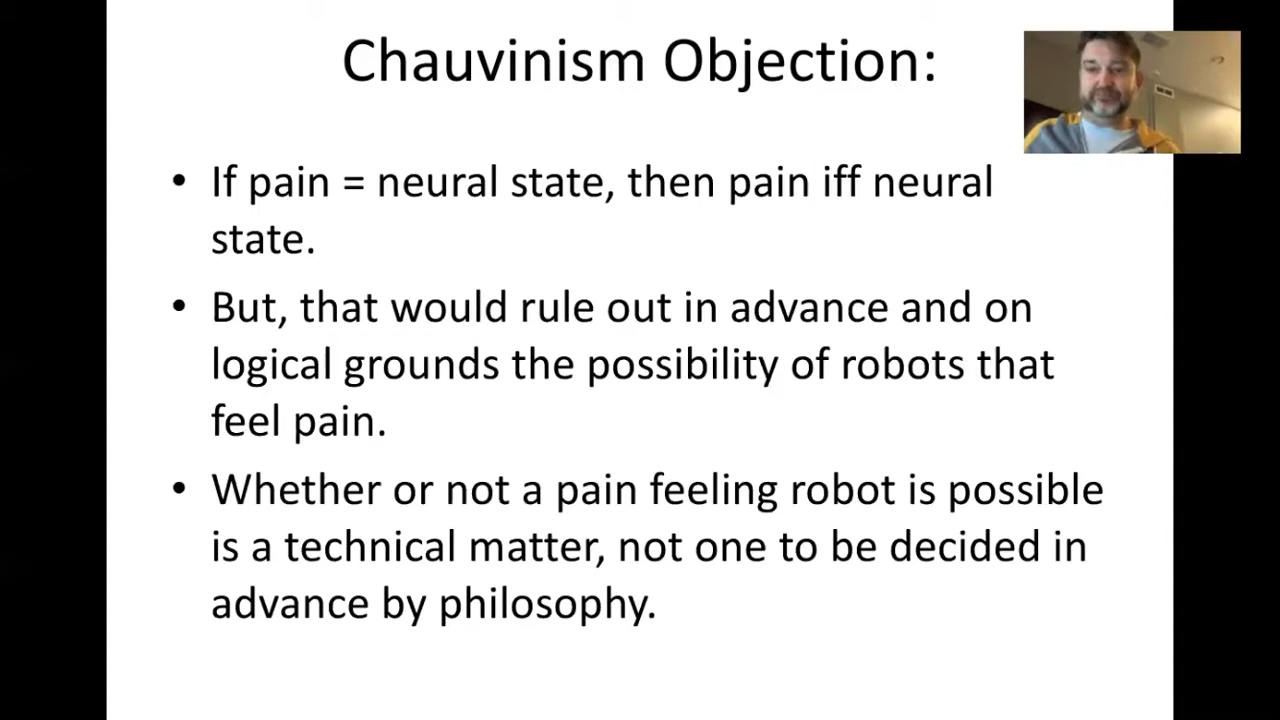 Chauvinism Objection:
• If pain = neural state, then pain iff neural
state.
• But, that would rule out in advance and on
logical grounds the possibility of robots that
feel pain.
• Whether or not a pain feeling robot is possible
is a technical matter, not one to be decided in
advance by philosophy.